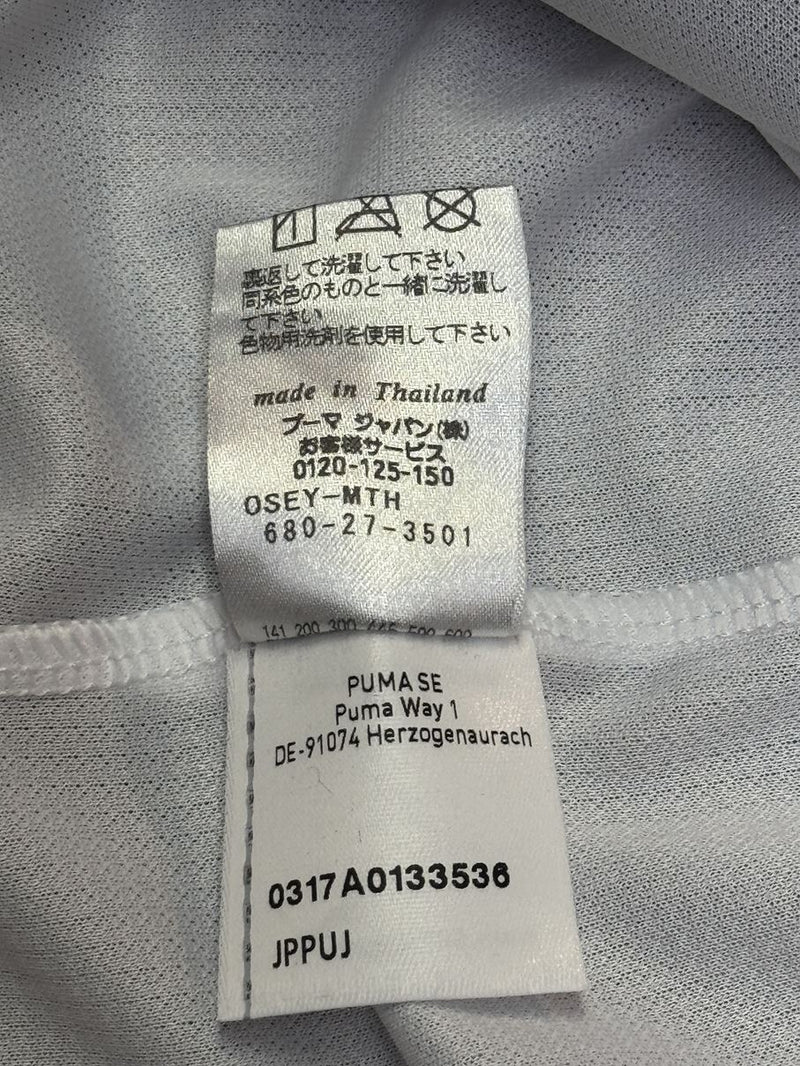 裏返して洗濯して下さい
同系色のものと一緒に洗濯し
て下さい
色物用洗剤を使用して下さい
made in Thailand
プーマ ジャパン(株)
お客様サービス
0120-125-150
OSEY-MTH
680-27-3501
141 200 300
PUMA SE
Puma Way 1
DE-91074 Herzogenaurach
0317A0133536
JPPUJ